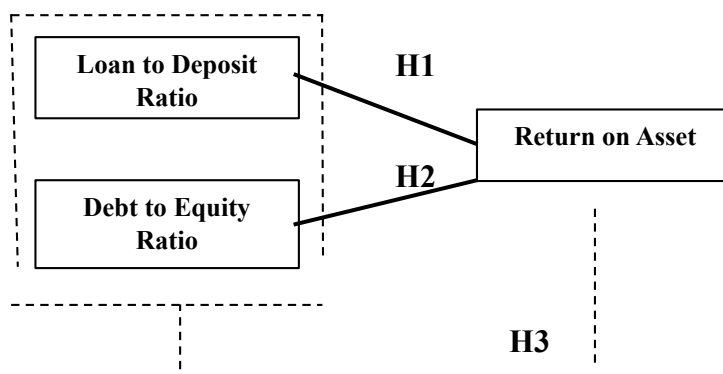 Loan to Deposit
Ratio
H1
Return on Asset
H2
Debt to Equity
Ratio
H3